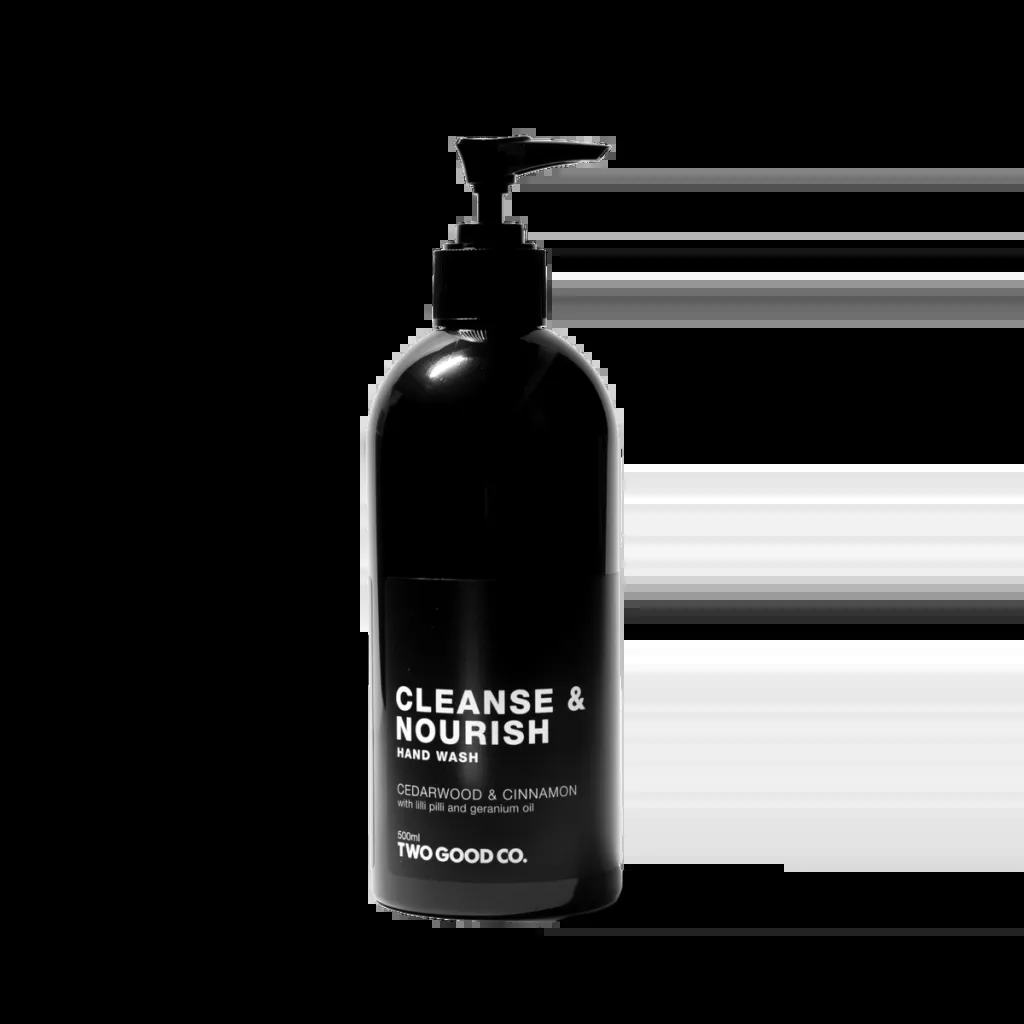 CLEANSE &
NOURISH
HAND WASH
CEDARWOOD & CINNAMON
with lilli pilli and geranium oil
500ml
TWO GOOD CO.